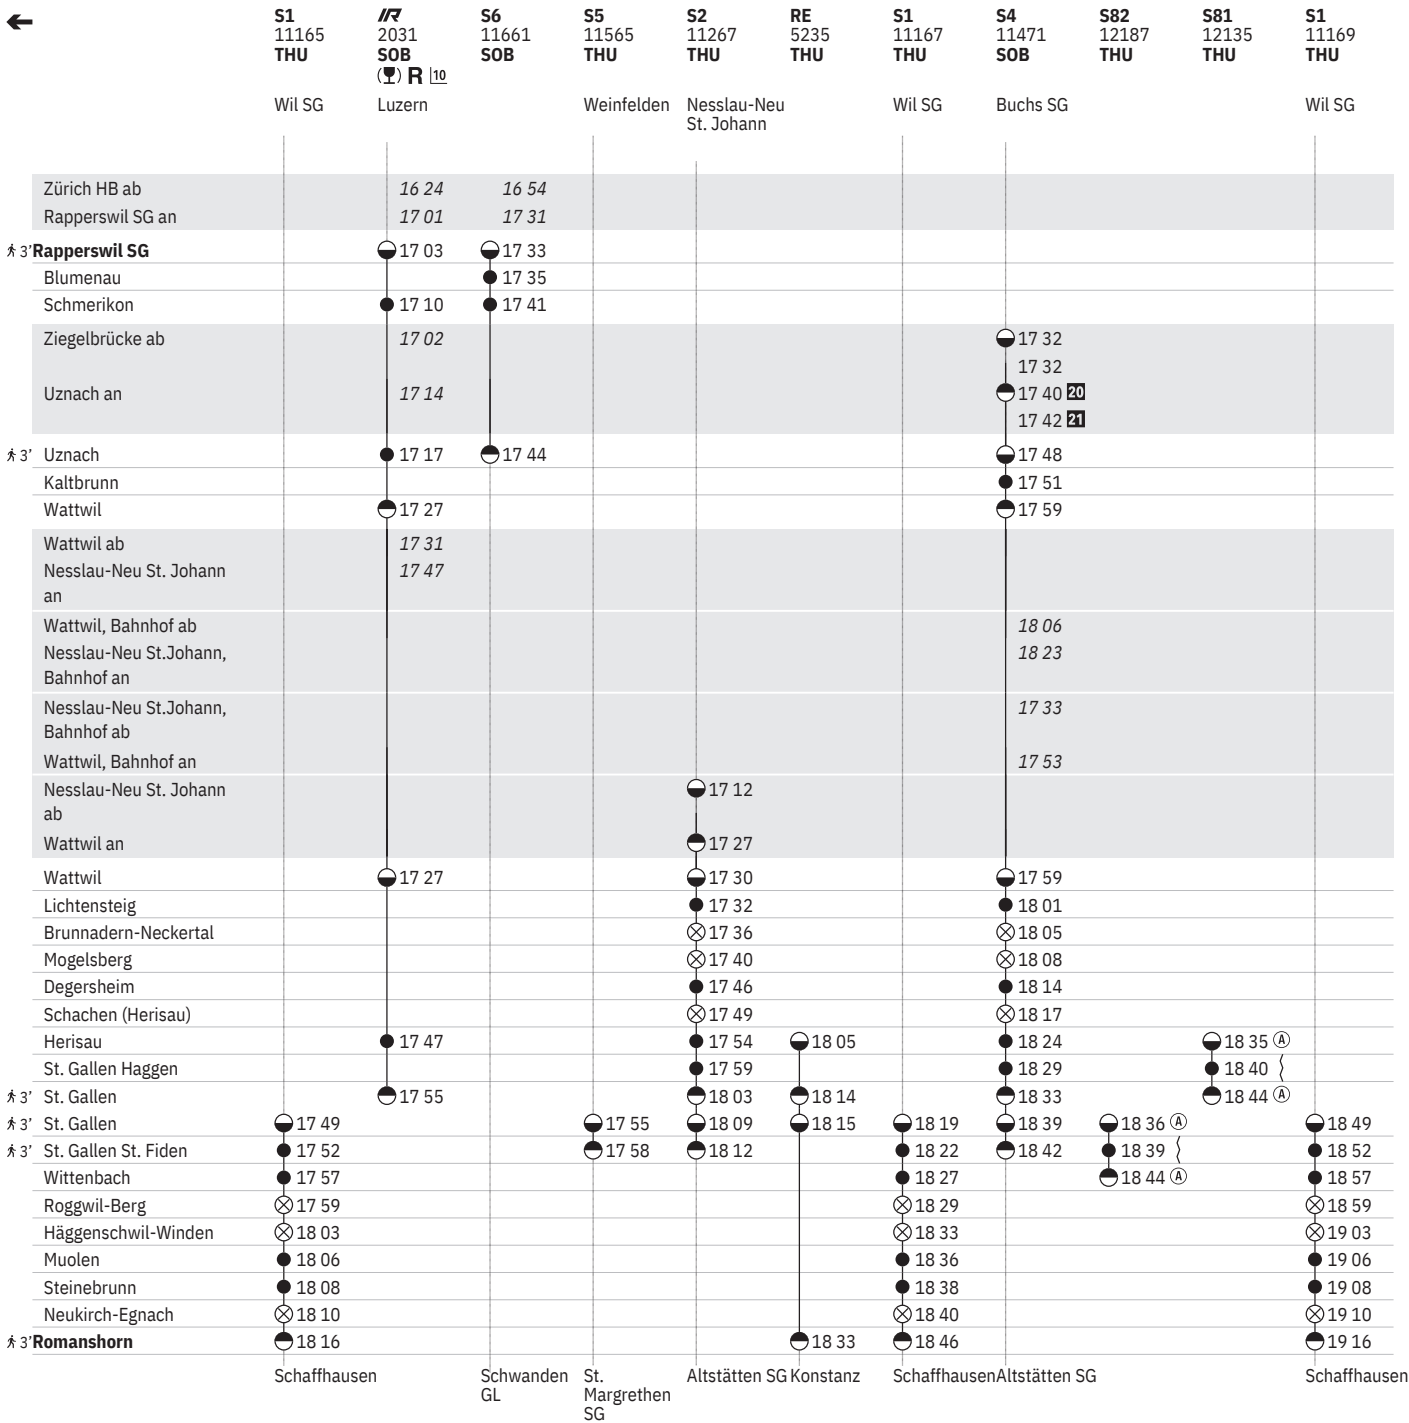 S1 IR S6 S5 S2 RE S1 S4 S82 S81 S1
11165 2031 11661 11565 11267 5235 11167 11471 12187 12135 11169
THU SOB SOB THU THU THU THU SOB THU THU THU
R 10
Wil SG Luzern Weinfelden Nesslau-Neu Wil SG Buchs SG Wil SG
St. Johann
Zürich HB ab 16 24 16 54
Rapperswil SG an 17 01 17 31
3' Rapperswil SG 17 03 17 33
Blumenau 17 35
Schmerikon 17 10 17 41
Ziegelbrücke ab 17 02 17 32
17 32
Uznach an 17 14 17 40 20
17 42 21
3' Uznach 17 17 17 44 17 48
Kaltbrunn 17 51
Wattwil 17 27 17 59
Wattwil ab 17 31
Nesslau-Neu St. Johann 17 47
an
Wattwil, Bahnhof ab 18 06
Nesslau-Neu St.Johann, 18 23
Bahnhof an
Nesslau-Neu St.Johann, 17 33
Bahnhof ab
Wattwil, Bahnhof an 17 53
Nesslau-Neu St. Johann 17 12
ab
Wattwil an 17 27
Wattwil 17 27 17 30 17 59
Lichtensteig 17 32 18 01
Brunnadern-Neckertal 17 36 18 05
Mogelsberg 17 40 18 08
Degersheim 17 46 18 14
Schachen (Herisau) 17 49 18 17
Herisau 17 47 17 54 18 05 18 24 18 35 A
St. Gallen Haggen 17 59 18 29 18 40
3' St. Gallen 17 55 18 03 18 14 18 33 18 44 A
3' St. Gallen 17 49 17 55 18 09 18 15 18 19 18 39 18 36 A 18 49
3' St. Gallen St. Fiden 17 52 17 58 18 12 18 22 18 42 18 39 18 52
Wittenbach 17 57 18 27 18 44 A 18 57
Roggwil-Berg 17 59 18 29 18 59
Häggenschwil-Winden 18 03 18 33 19 03
Muolen 18 06 18 36 19 06
Steinebrunn 18 08 18 38 19 08
Neukirch-Egnach 18 10 18 40 19 10
3' Romanshorn 18 16 18 33 18 46 19 16
Schaffhausen Schwanden St. Altstätten SG Konstanz Schaffhausen Altstätten SG Schaffhausen
GL Margrethen
SG